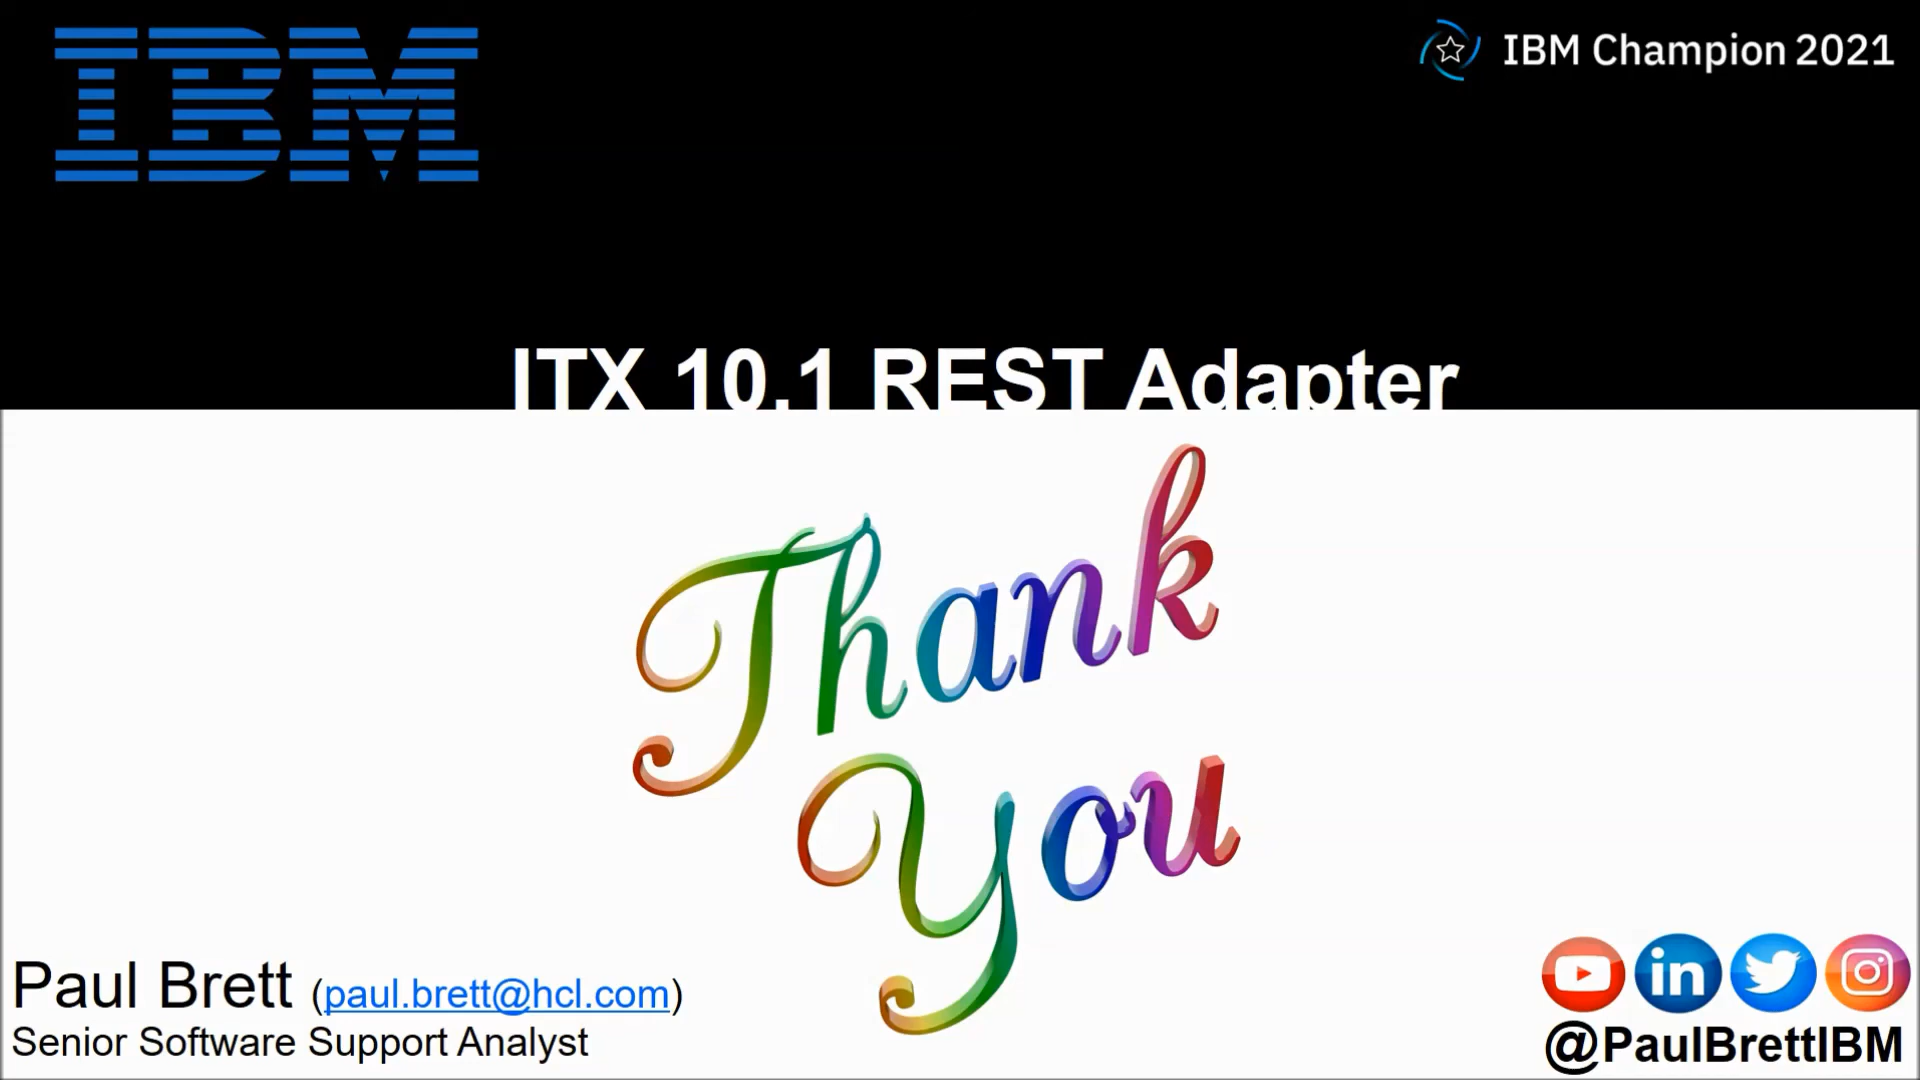 IBM
IBM Champion 2021
ITX 10.1 REST Adapter
Thank
You
Paul Brett (paul.brett@hcl.com)
Senior Software Support Analyst
in
@PaulBrettIBM